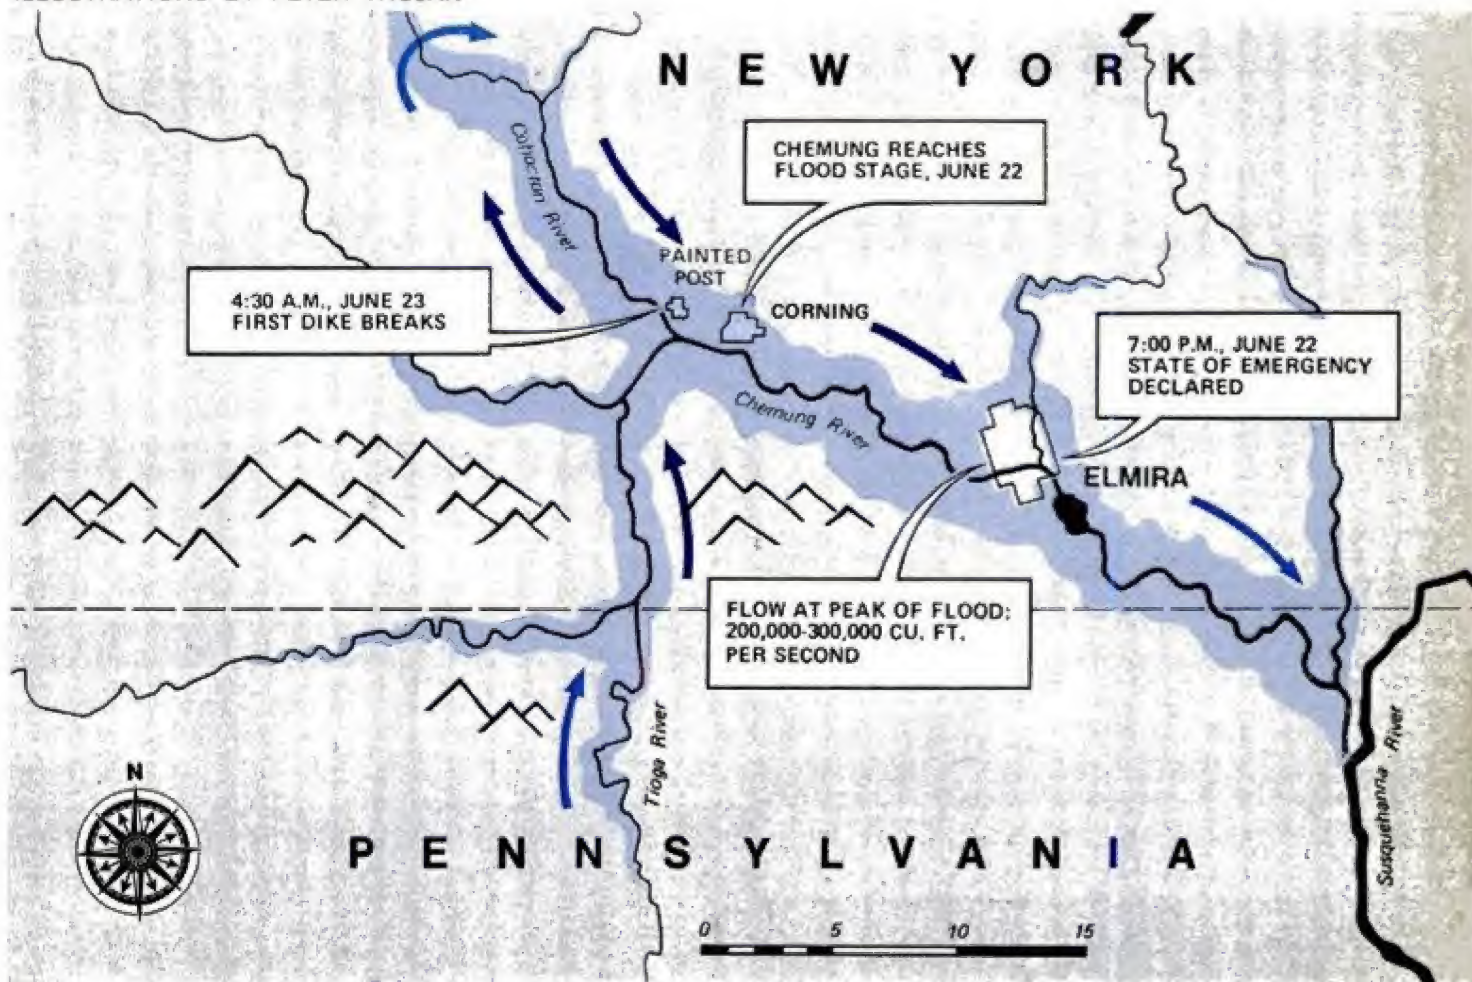 NEW YORK
Cohocton River
CHEMUNG REACHES
FLOOD STAGE, JUNE 22
PAINTED
POST
4:30 A.M., JUNE 23
FIRST DIKE BREAKS
CORNING
7:00 P.M., JUNE 22
STATE OF EMERGENCY
DECLARED
Chemung River
ELMIRA
FLOW AT PEAK OF FLOOD:
200,000-300,000 CU. FT.
PER SECOND
Tioga River
Susquehanna River
N
PENNSYLVANIA
0 5 10 15